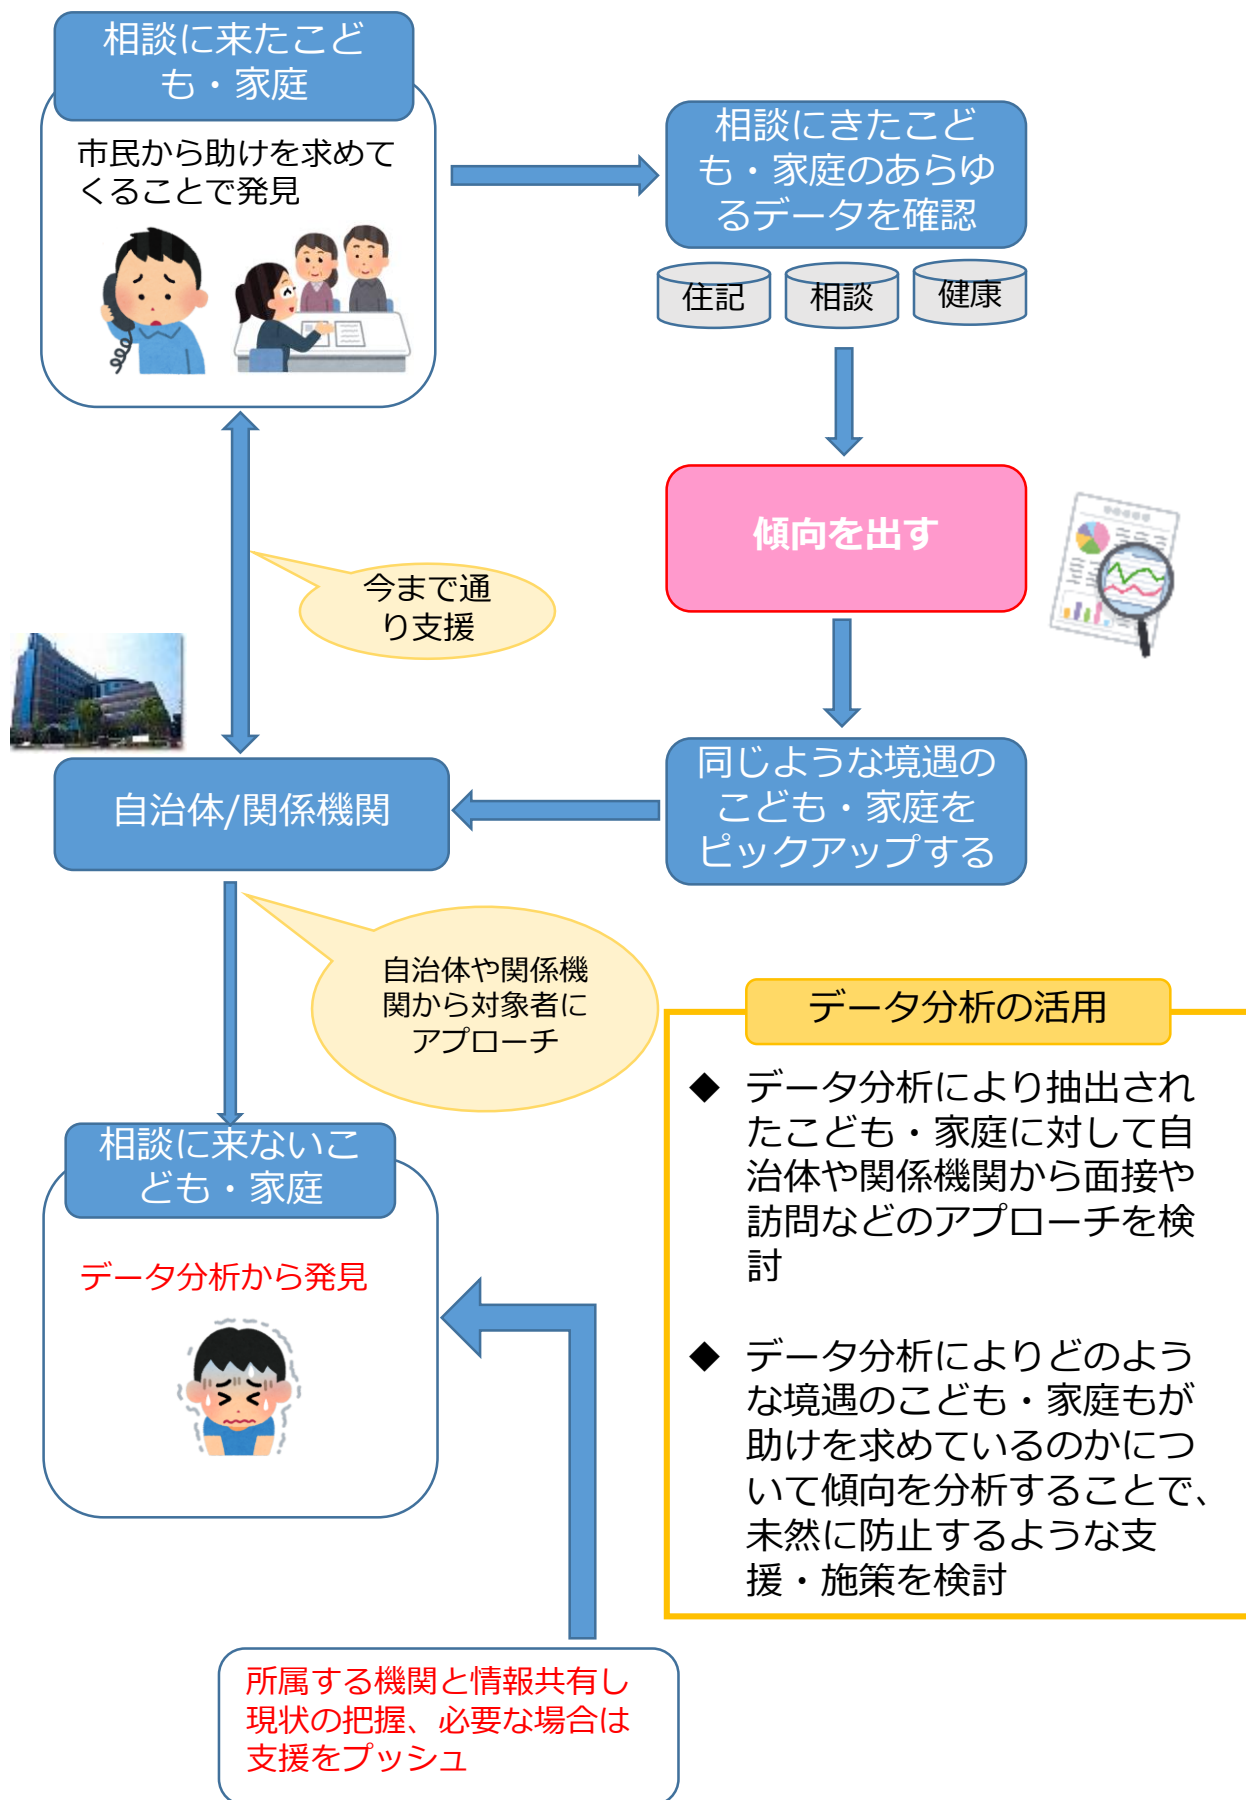 相談に来たこど
も・家庭
市民から助けを求めて
くることで発見
相談にきたこど
も・家庭のあらゆ
るデータを確認
住記
相談
健康
傾向を出す
今まで通
り支援
自治体/関係機関
同じような境遇の
こども・家庭を
ピックアップする
自治体や関係機
関から対象者に
アプローチ
相談に来ないこ
ども・家庭
データ分析から発見
データ分析の活用
◆ データ分析により抽出され
たこども・家庭に対して自
治体や関係機関から面接や
訪問などのアプローチを検
討
◆ データ分析によりどのよう
な境遇のこども・家庭もが
助けを求めているのかにつ
いて傾向を分析することで、
未然に防止するような支
援・施策を検討
所属する機関と情報共有し
現状の把握、必要な場合は
支援をプッシュ